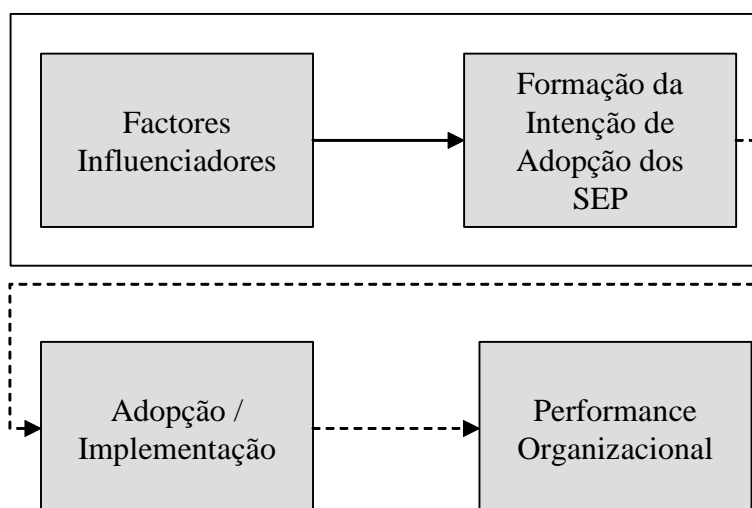 Factores
Influenciadores
Formação da
Intenção de
Adopção dos
SEP
Adopção /
Implementação
Performance
Organizacional